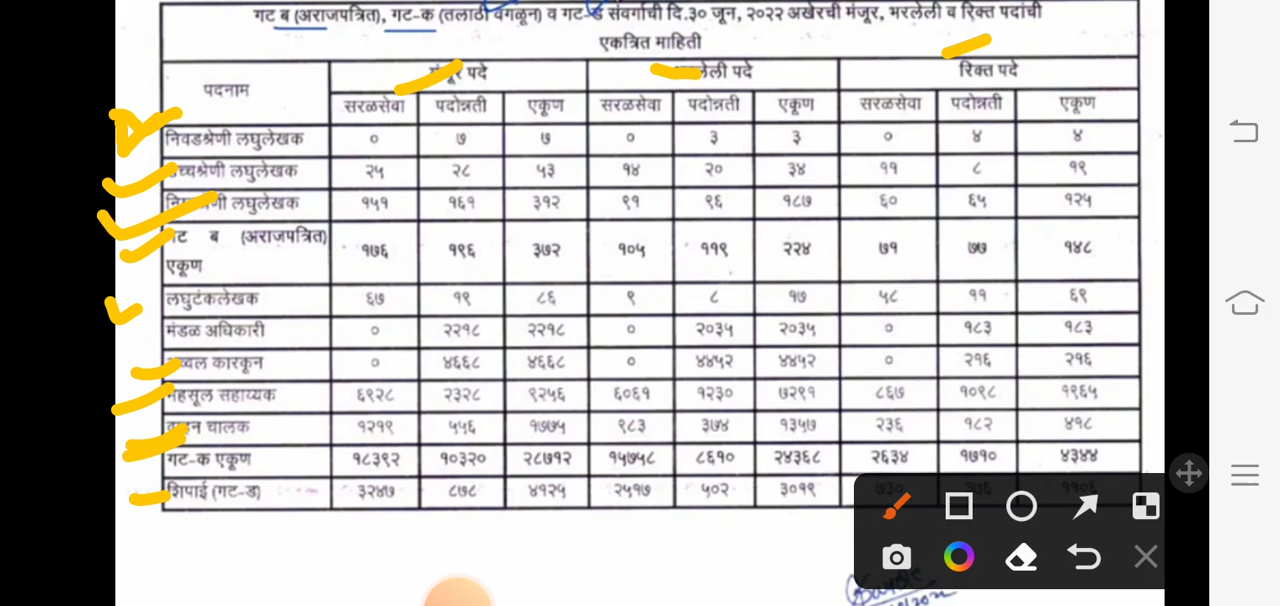 गट ब (अराजपत्रित), गट-क (तलाठी वगळून) व गट-ड संवर्गाची दि.३० जून, २०२२ अखेरची मंजूर, भरलेली व रिक्त पदांची
एकत्रित माहिती
पदनाम मंजूर पदे भरलेली पदे रिक्त पदे
सरळसेवा पदोन्नती एकूण सरळसेवा पदोन्नती एकूण सरळसेवा पदोन्नती एकूण
निवडश्रेणी लघुलेखक ० ७ ७ ० ३ ३ ० ४ ४
उच्चश्रेणी लघुलेखक २५ २८ ५३ १४ २० ३४ ११ ८ १९
निम्नश्रेणी लघुलेखक १५१ १६१ ३१२ ९१ ९६ १८७ ६० ६५ १२५
गट ब (अराजपत्रित)
एकूण १७६ १९६ ३७२ १०५ ११९ २२४ ७१ ७७ १४८
लघुटंकलेखक ६७ १९ ८६ ९ ८ १७ ५८ ११ ६९
मंडळ अधिकारी ० २२१८ २२१८ ० २०३५ २०३५ ० १८३ १८३
अव्वल कारकून ० ४६६८ ४६६८ ० ४४५२ ४४५२ ० २१६ २१६
महसूल सहाय्यक ६९२८ २३२८ ९२५६ ६०६१ १२३० ७२९१ ८६७ १०९८ १९६५
वाहन चालक १२१९ ५५६ १७७५ ९८३ ३७४ १३५७ २३६ १८२ ४१८
गट-क एकूण १८३९२ १०३२० २८७१२ १५७५८ ८६१० २४३६८ २६३४ १७१० ४३४४
शिपाई (गट-ड) ३२४७ ८७८ ४१२५ २५१७ ५०२ ३०१९ ७३० ३७६ ११०६